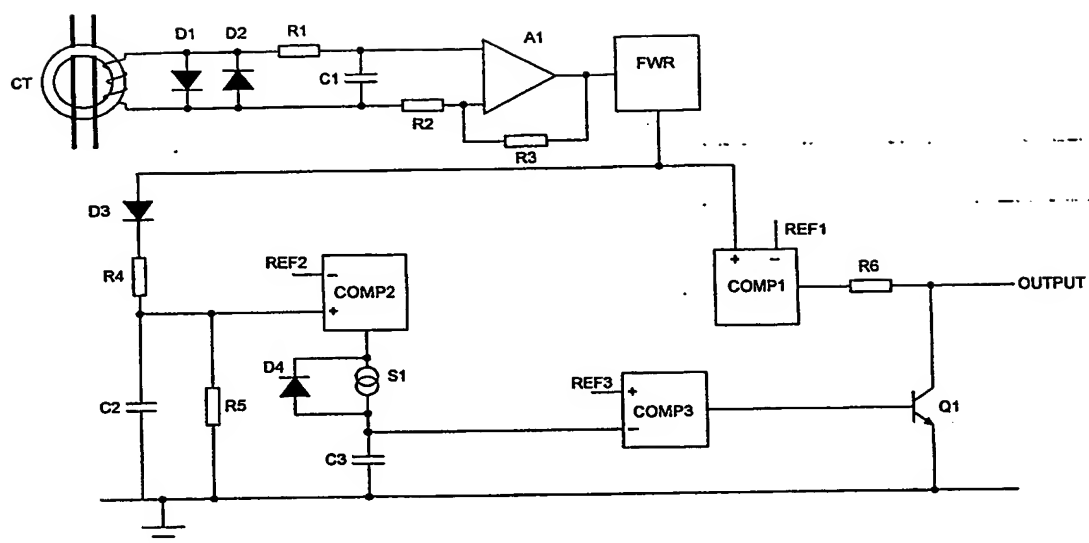 D1 D2 R1 A1
CT C1 FWR
R2
R3
D3
REF1
R4 REF2 COMP2 COMP1 R6 OUTPUT
D4 S1
REF3
C2 R5 COMP3 Q1
C3